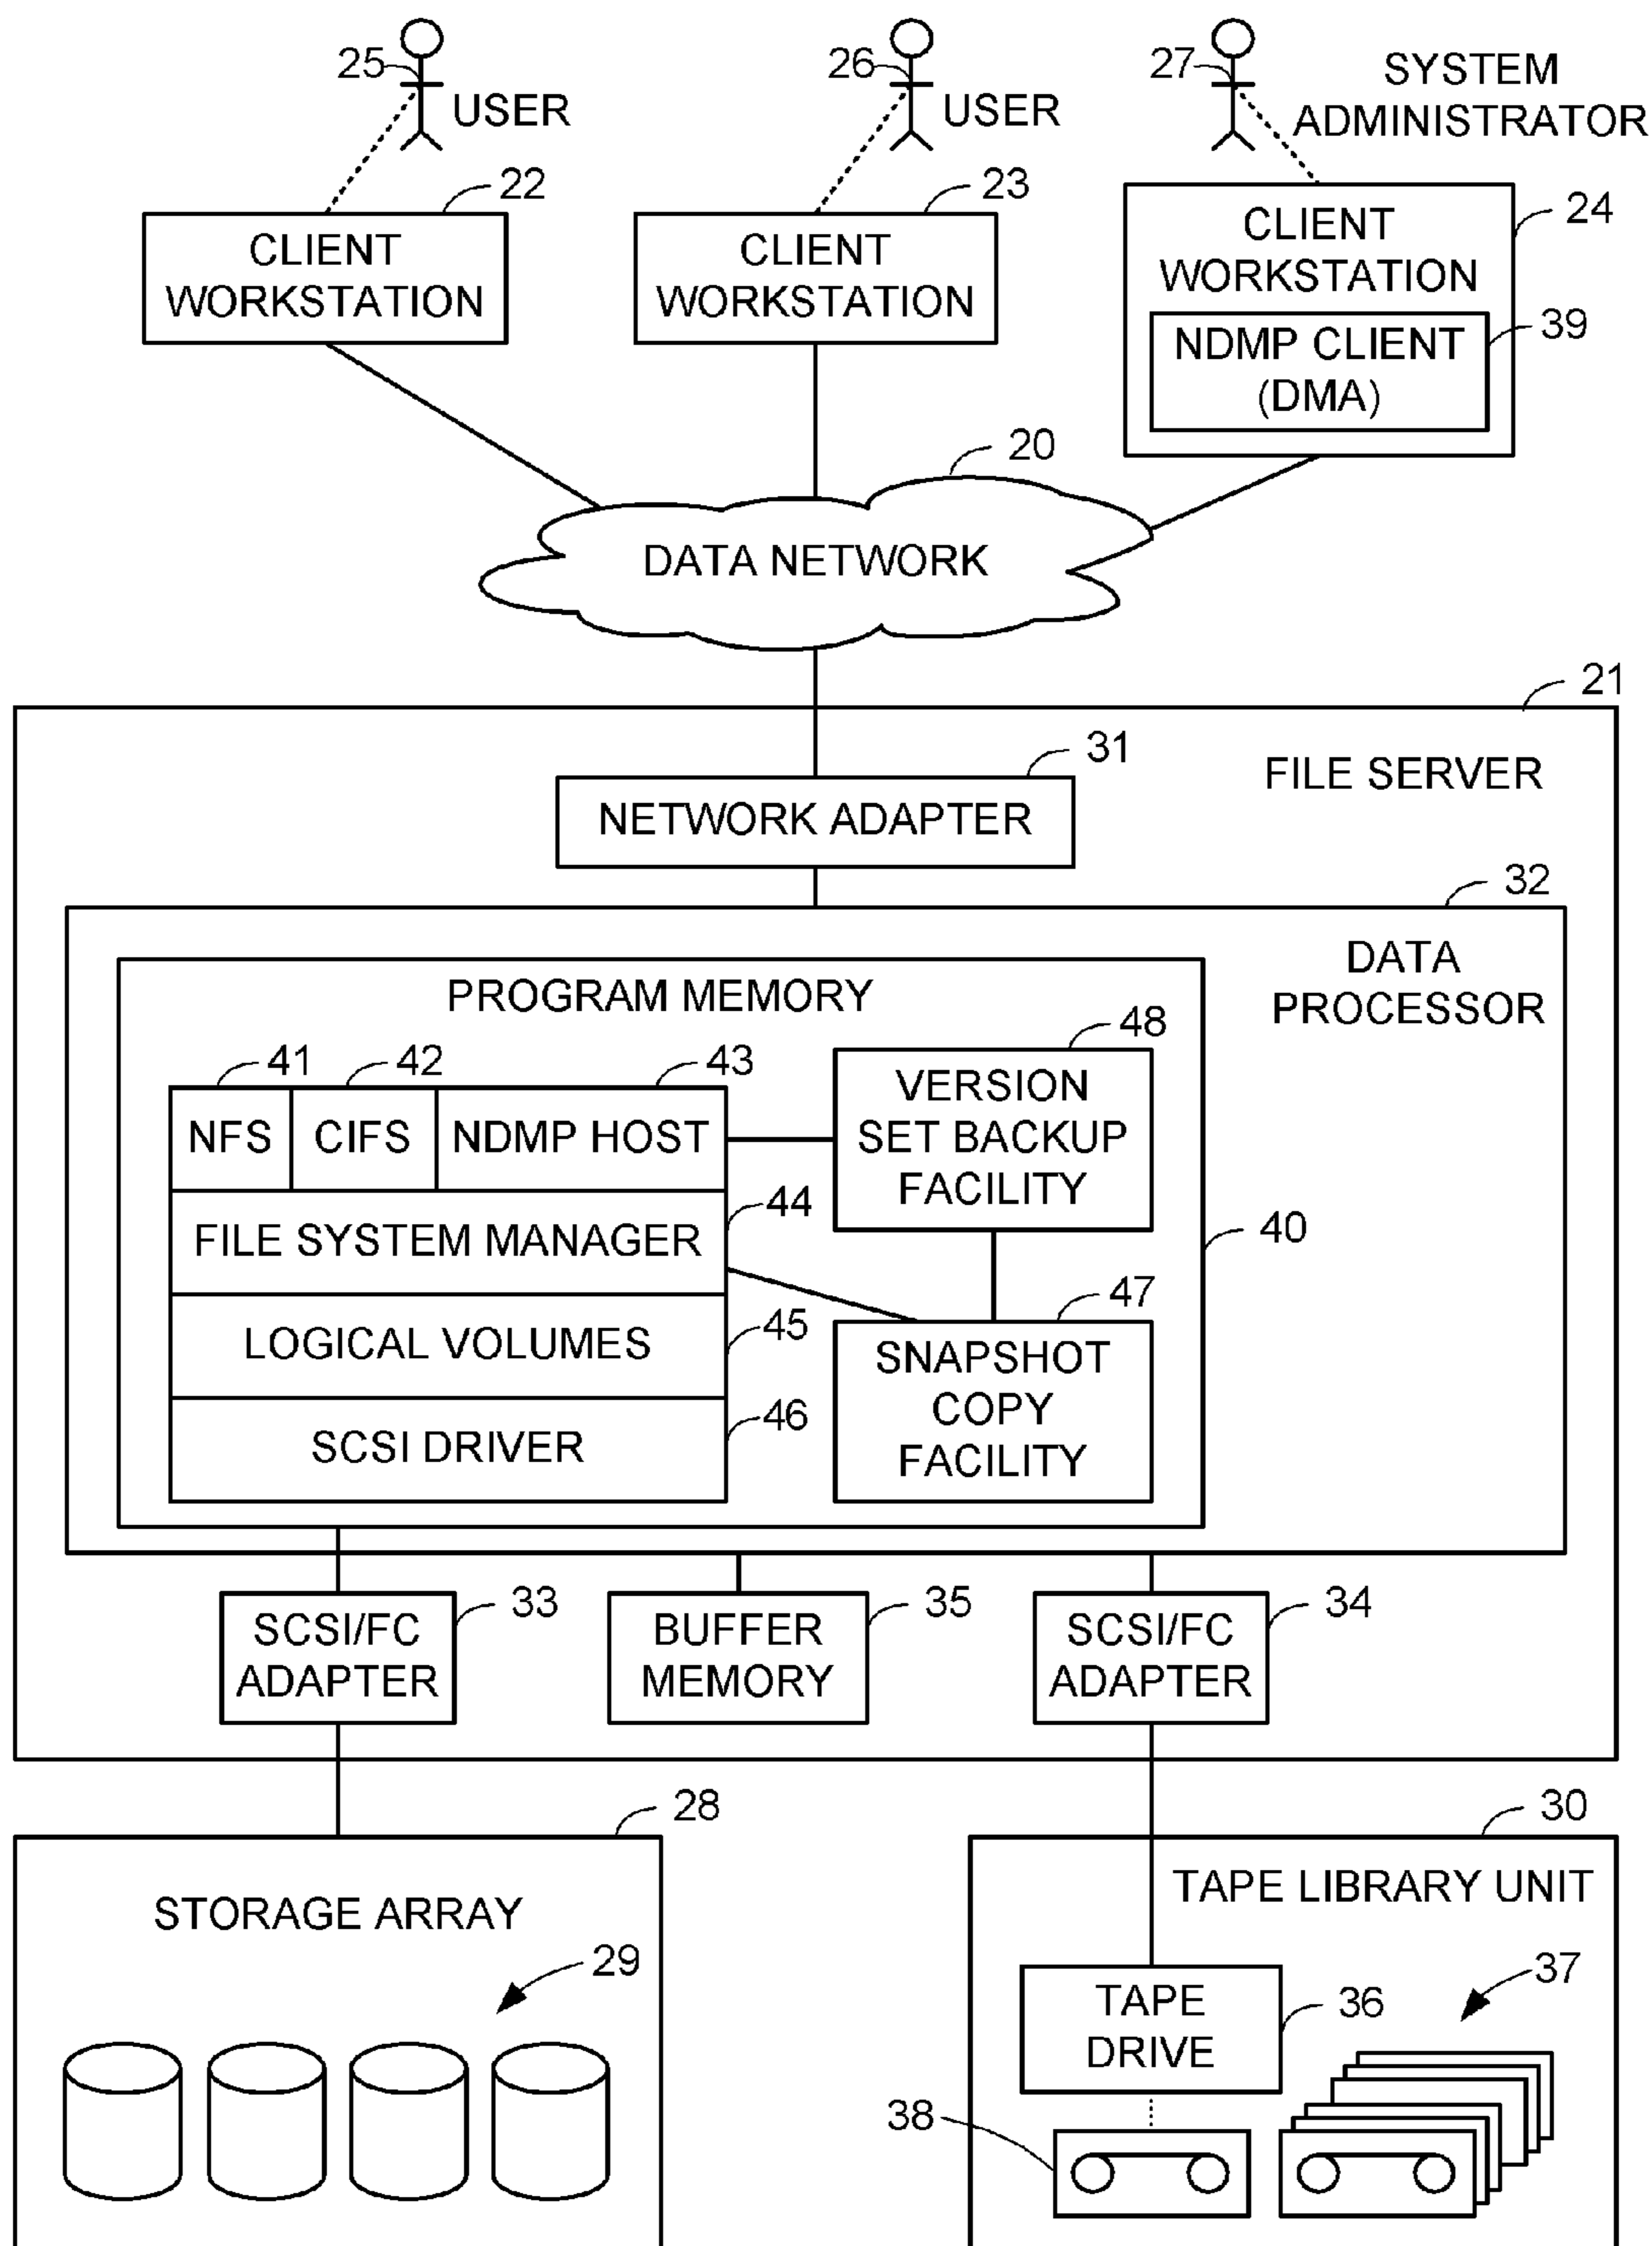 25
USER
26
USER
27
SYSTEM
ADMINISTRATOR
22
CLIENT
WORKSTATION
23
CLIENT
WORKSTATION
24
CLIENT
WORKSTATION
39
NDMP CLIENT
(DMA)
20
DATA NETWORK
21
FILE SERVER
31
NETWORK ADAPTER
32
DATA
PROCESSOR
PROGRAM MEMORY
40
41
42
43
NFS
CIFS
NDMP HOST
48
VERSION
SET BACKUP
FACILITY
44
FILE SYSTEM MANAGER
45
LOGICAL VOLUMES
46
SCSI DRIVER
47
SNAPSHOT
COPY
FACILITY
33
SCSI/FC
ADAPTER
35
BUFFER
MEMORY
34
SCSI/FC
ADAPTER
28
STORAGE ARRAY
29
30
TAPE LIBRARY UNIT
TAPE
DRIVE
36
37
38